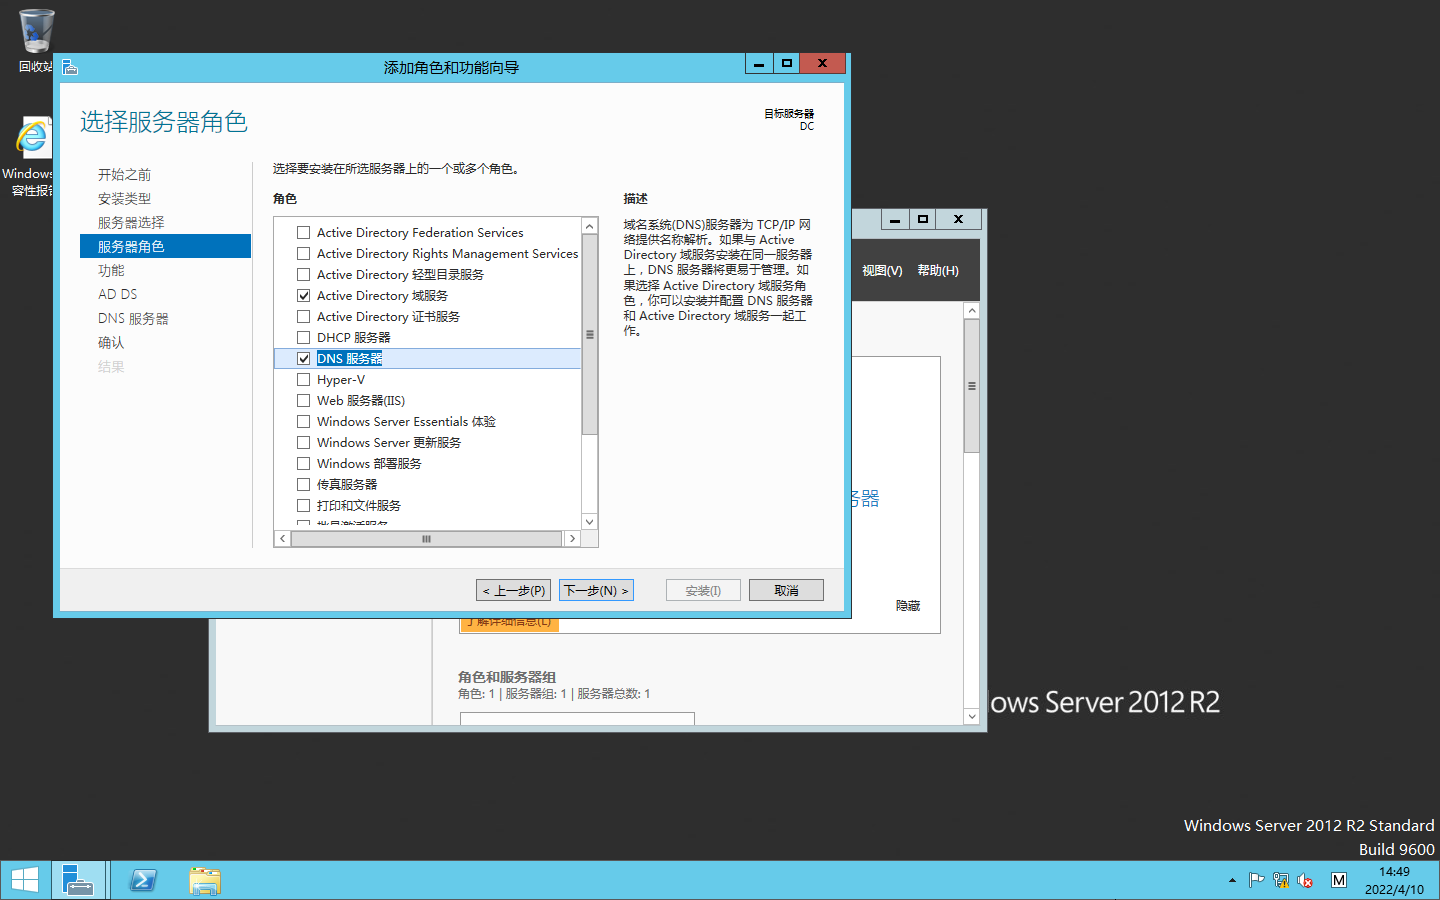 回收站
Windows
容性报告
添加角色和功能向导
选择服务器角色
目标服务器
DC
开始之前
安装类型
服务器选择
服务器角色
功能
AD DS
DNS 服务器
确认
结果
选择要安装在所选服务器上的一个或多个角色。
角色
Active Directory Federation Services
Active Directory Rights Management Services
Active Directory 轻型目录服务
Active Directory 域服务
Active Directory 证书服务
DHCP 服务器
DNS 服务器
Hyper-V
Web 服务器(IIS)
Windows Server Essentials 体验
Windows Server 更新服务
Windows 部署服务
传真服务器
打印和文件服务
批量激活服务
描述
域名系统(DNS)服务器为 TCP/IP 网
络提供名称解析。如果与 Active
Directory 域服务安装在同一服务器
上，DNS 服务器将更易于管理。如
果选择 Active Directory 域服务角
色，你可以安装并配置 DNS 服务器
和 Active Directory 域服务一起工
作。
< 上一步(P)
下一步(N) >
安装(I)
取消
视图(V)
帮助(H)
务器
隐藏
了解详细信息(L)
角色和服务器组
角色: 1 | 服务器组: 1 | 服务器总数: 1
ows Server 2012 R2
Windows Server 2012 R2 Standard
Build 9600
M
14:49
2022/4/10